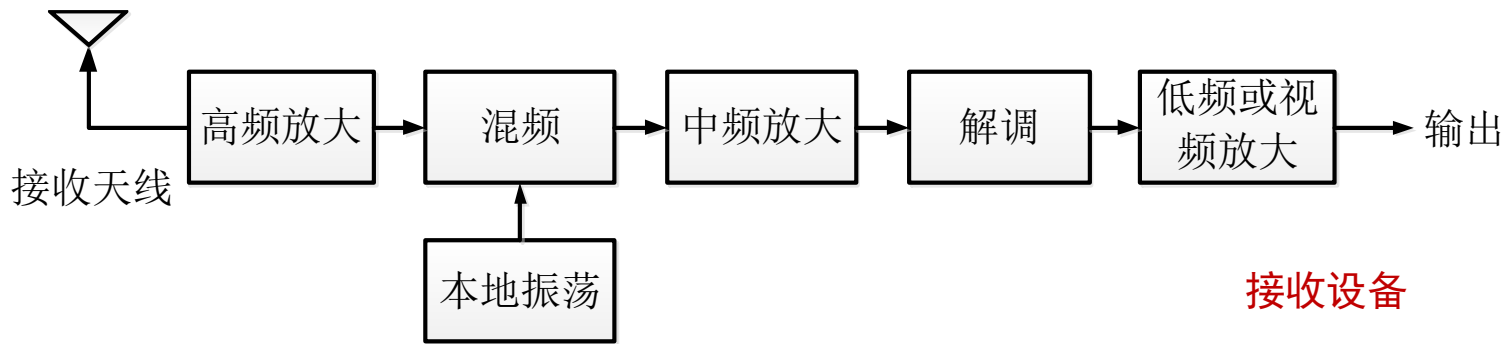 接收天线
高频放大
混频
中频放大
解调
低频或视
频放大
输出
本地振荡
接收设备